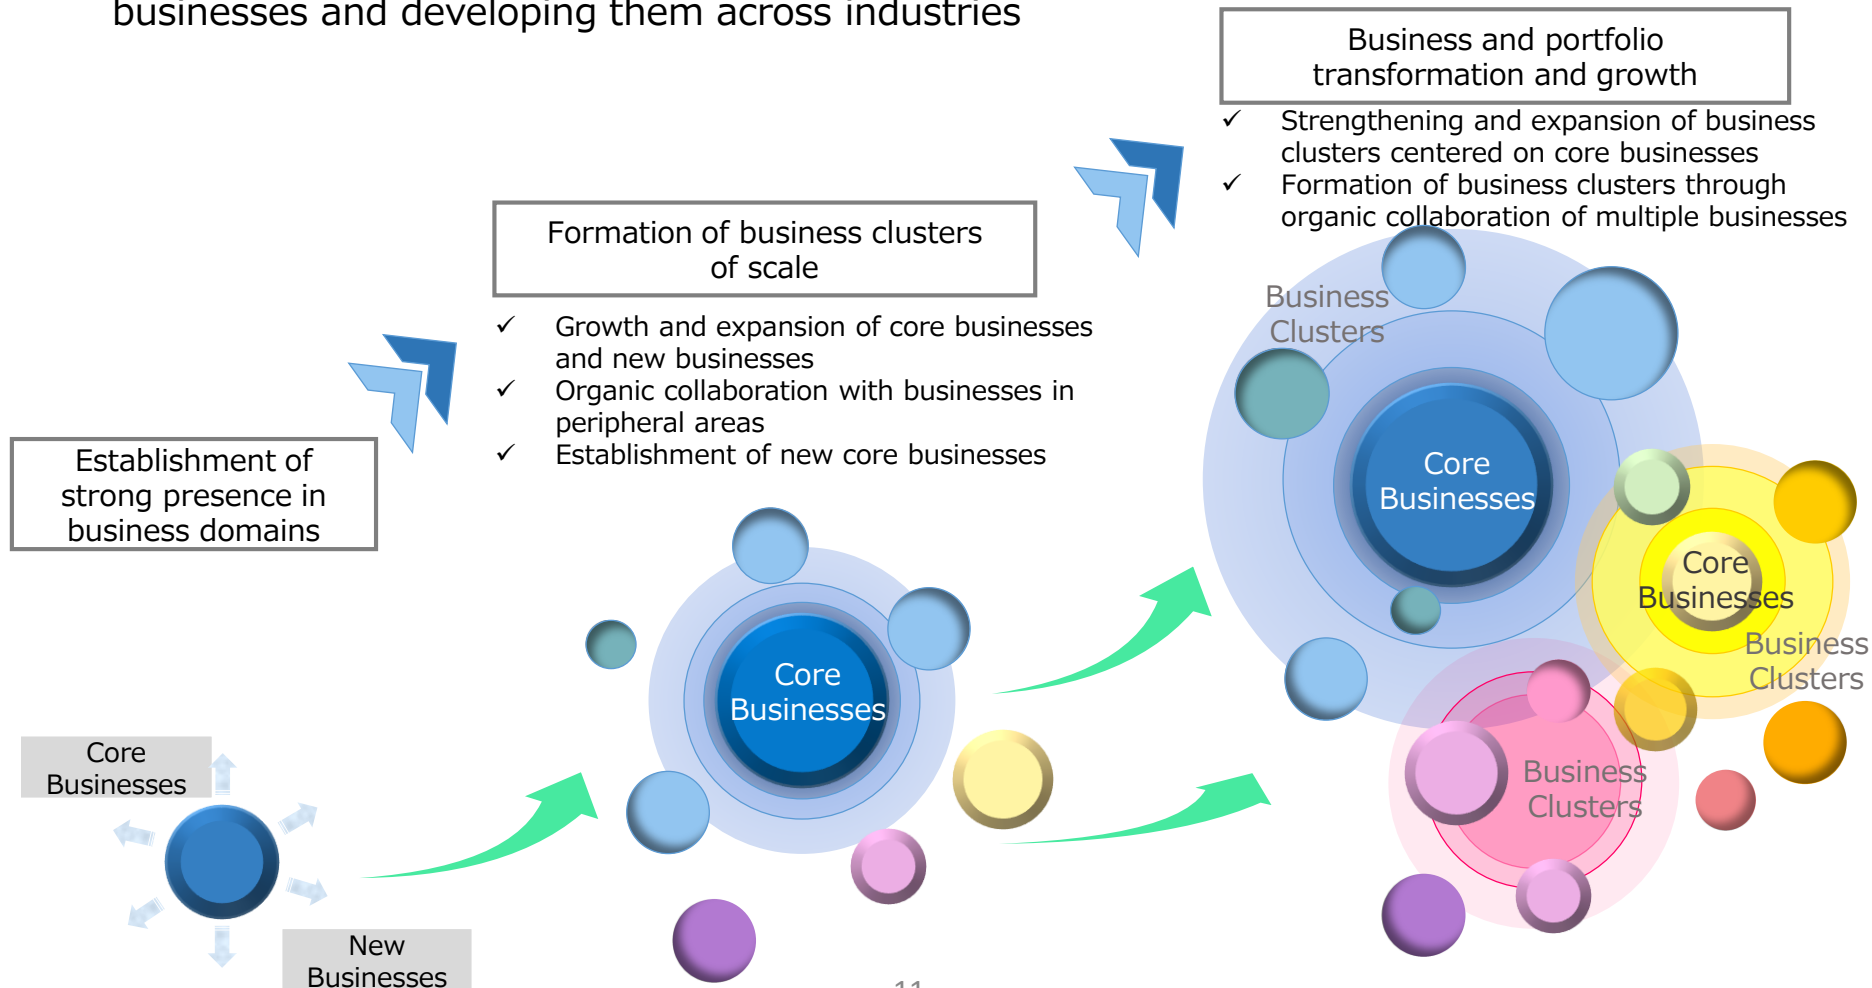 businesses and developing them across industries
Business and portfolio
transformation and growth
✓ Strengthening and expansion of business
clusters centered on core businesses
✓ Formation of business clusters through
organic collaboration of multiple businesses
Formation of business clusters
of scale
✓ Growth and expansion of core businesses
and new businesses
✓ Organic collaboration with businesses in
peripheral areas
✓ Establishment of new core businesses
Establishment of
strong presence in
business domains
Core
Businesses
New
Businesses
Core
Businesses
Business
Clusters
Core
Businesses
Core
Businesses
Business
Clusters
Business
Clusters
11